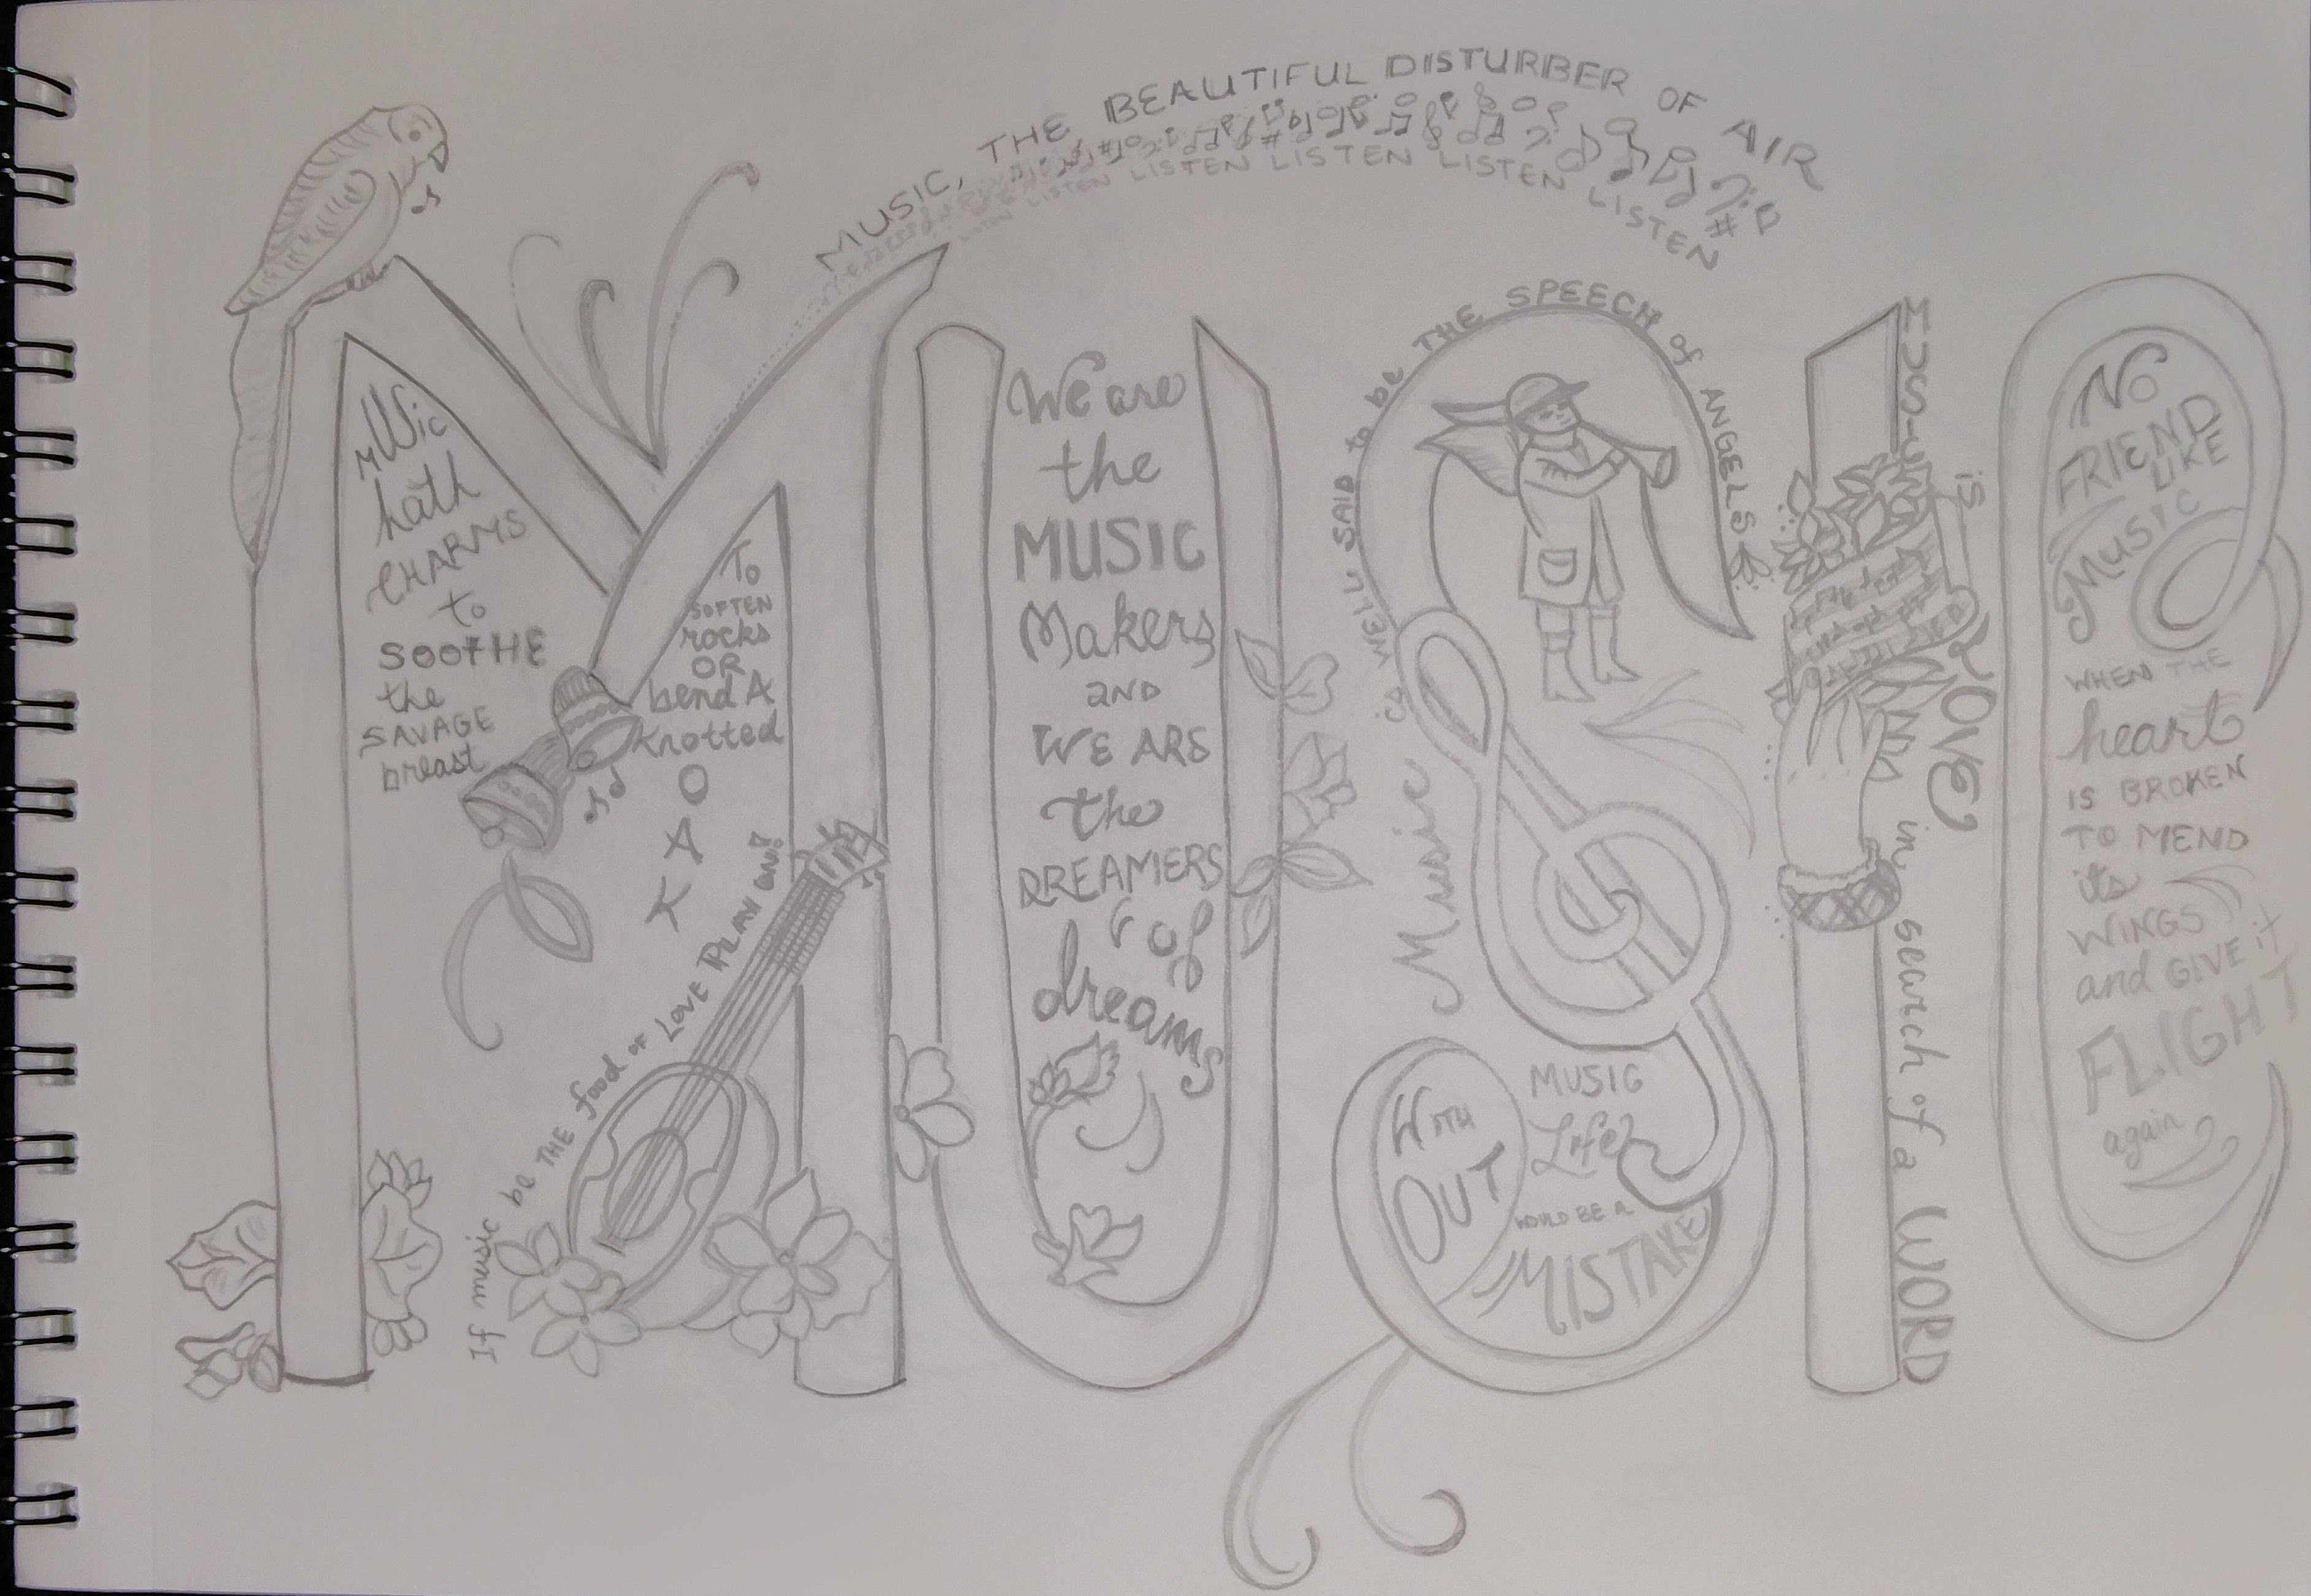 MUSIC, THE BEAUTIFUL DISTURBER OF AIR
LISTEN LISTEN LISTEN LISTEN LISTEN LISTEN LISTEN
MUSIC
MUSic
hath
CHARMS
to
SOOTHE
the
SAVAGE
breast
To
SOFTEN
rocks
OR
bend A
knotted
O
A
K
If music be THE food OF LOVE PLAY on!
We are
the
MUSIC
Makers
AND
WE ARE
the
DREAMERS
of
dreams
Music is WELL SAID to be THE SPEECH of ANGELS
WITH
OUT
MUSIC
Life
WOULD BE A
MISTAKE
MUSIC is LOVE in search of a WORD
No
FRIEND
LIKE
MUSIC
WHEN THE
heart
IS BROKEN
TO MEND
its
WINGS
and GIVE it
FLIGHT
again